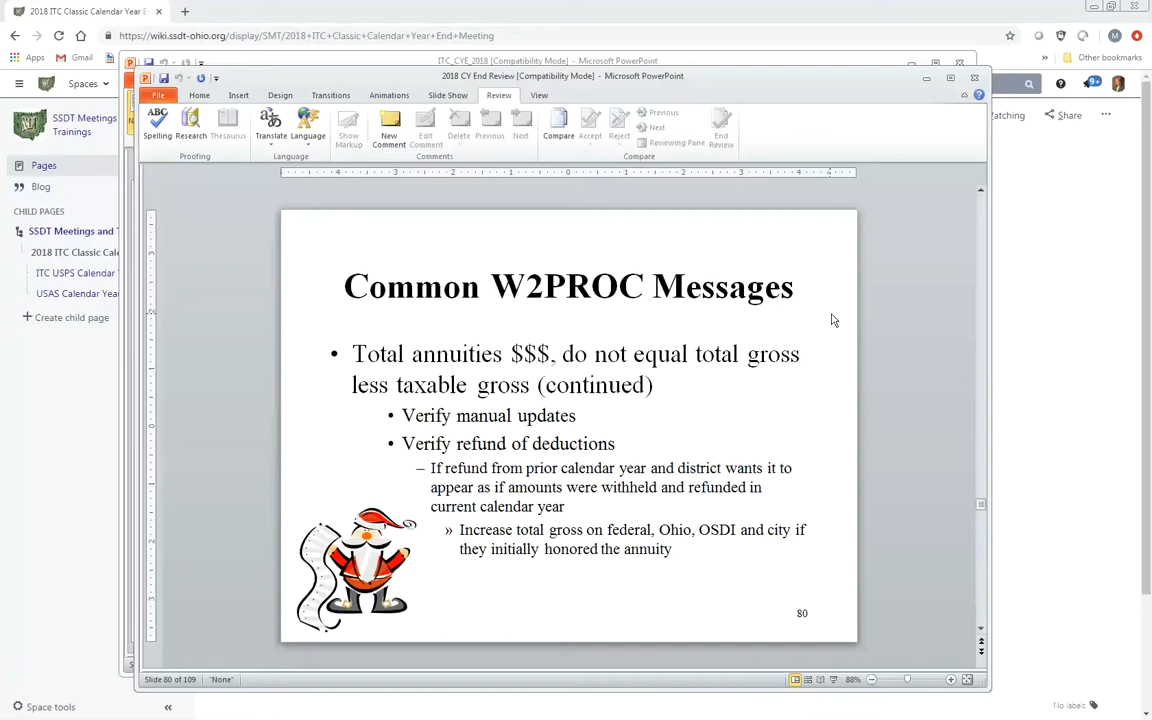 2018 ITC Classic Calendar Year E
https://wiki.ssdt-ohio.org/display/SMT/2018+ITC+Classic+Calendar+Year+End+Meeting
M
Apps
Gmail
Other bookmarks
ITC_CYE_2018 [Compatibility Mode] - Microsoft PowerPoint
2018 CY End Review [Compatibility Mode] - Microsoft PowerPoint
Spaces
9+
File
Home
Insert
Design
Transitions
Animations
Slide Show
Review
View
SSDT Meetings
Trainings
ABC
Spelling
Research
Thesaurus
Translate
Language
Show
Markup
New
Comment
Edit
Comment
Delete
Previous
Next
Compare
Accept
Reject
Previous
Next
Reviewing Pane
End
Review
Proofing
Language
Comments
Compare
atching
Share
Pages
Blog
CHILD PAGES
SSDT Meetings and T
2018 ITC Classic Cale
ITC USPS Calendar Y
USAS Calendar Yea
Create child page
Common W2PROC Messages
• Total annuities $$$, do not equal total gross
less taxable gross (continued)
• Verify manual updates
• Verify refund of deductions
– If refund from prior calendar year and district wants it to
appear as if amounts were withheld and refunded in
current calendar year
» Increase total gross on federal, Ohio, OSDI and city if
they initially honored the annuity
80
Slide 80 of 109
"None"
88%
Space tools
No labels